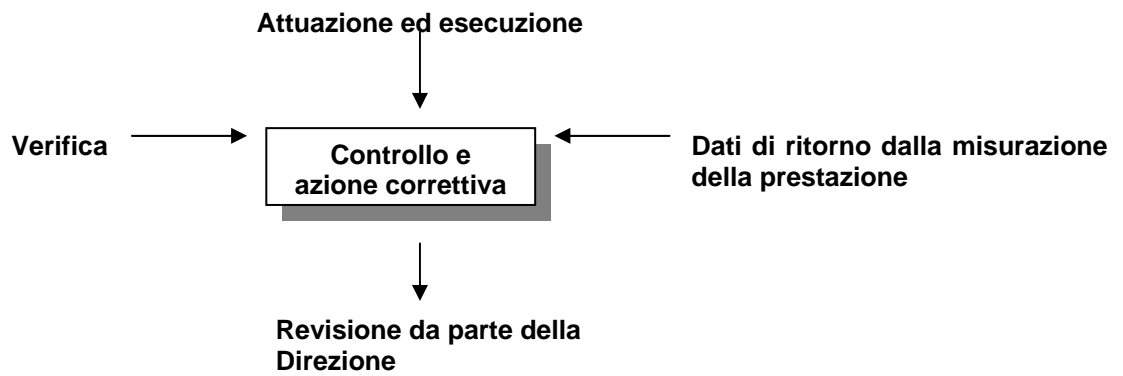 Attuazione ed esecuzione
Verifica
Controllo e
azione correttiva
Dati di ritorno dalla misurazione
della prestazione
Revisione da parte della
Direzione